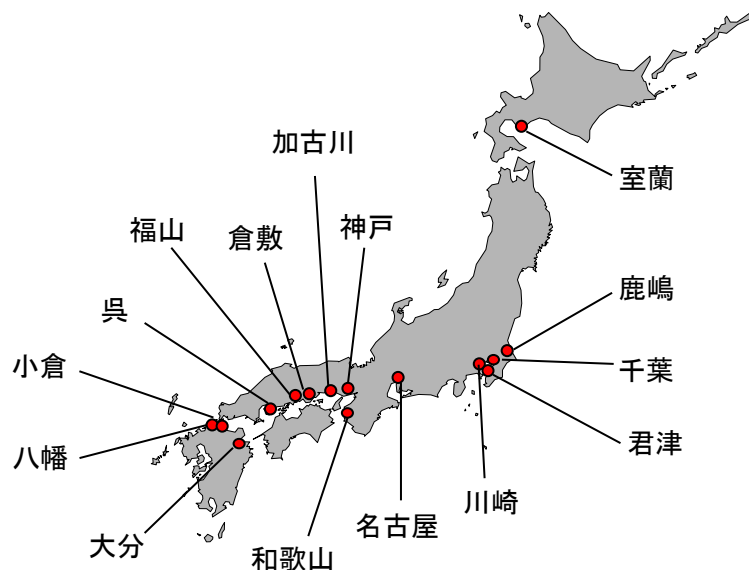 加古川
室蘭
福山
倉敷
神戸
呉
鹿嶋
小倉
千葉
八幡
君津
川崎
名古屋
大分
和歌山